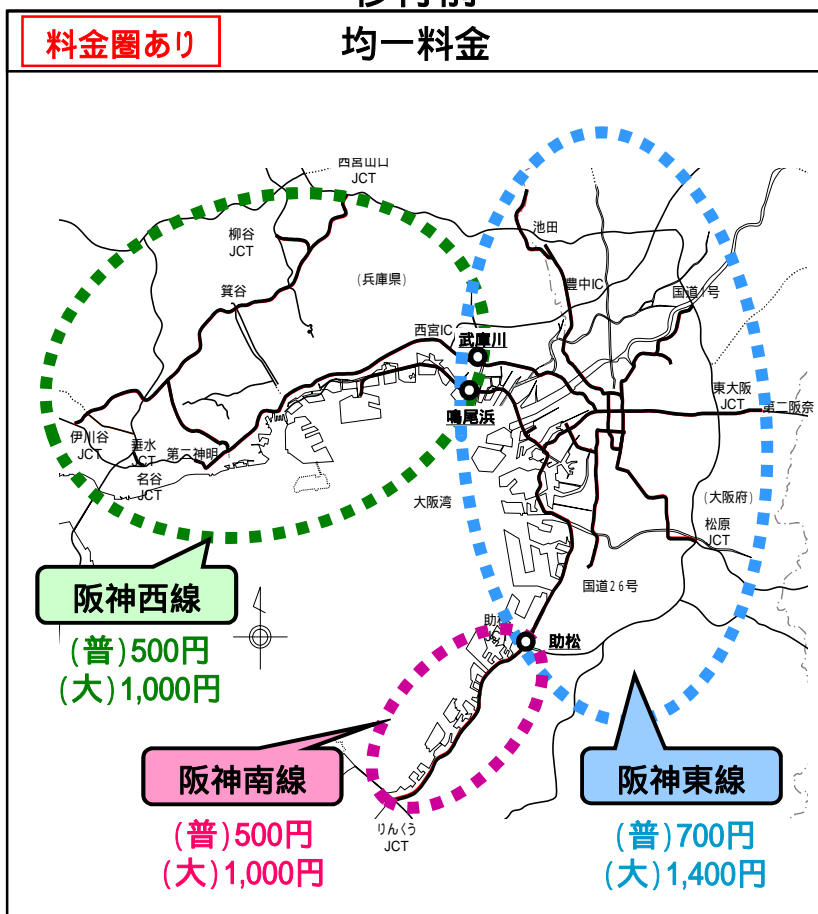 料金圏あり
均一料金
西宮山口
JCT
柳谷
JCT
池田
(兵庫県)
豊中IC
箕谷
国道1号
西宮IC
武庫川
東大阪
JCT
第二阪奈
鳴尾浜
伊川谷
JCT
垂水
JCT
第二神明
名谷
JCT
大阪湾
(大阪府)
松原
JCT
国道26号
阪神西線
(普)500円
(大)1,000円
助松
JCT
助松
阪神南線
(普)500円
(大)1,000円
りんくう
JCT
阪神東線
(普)700円
(大)1,400円